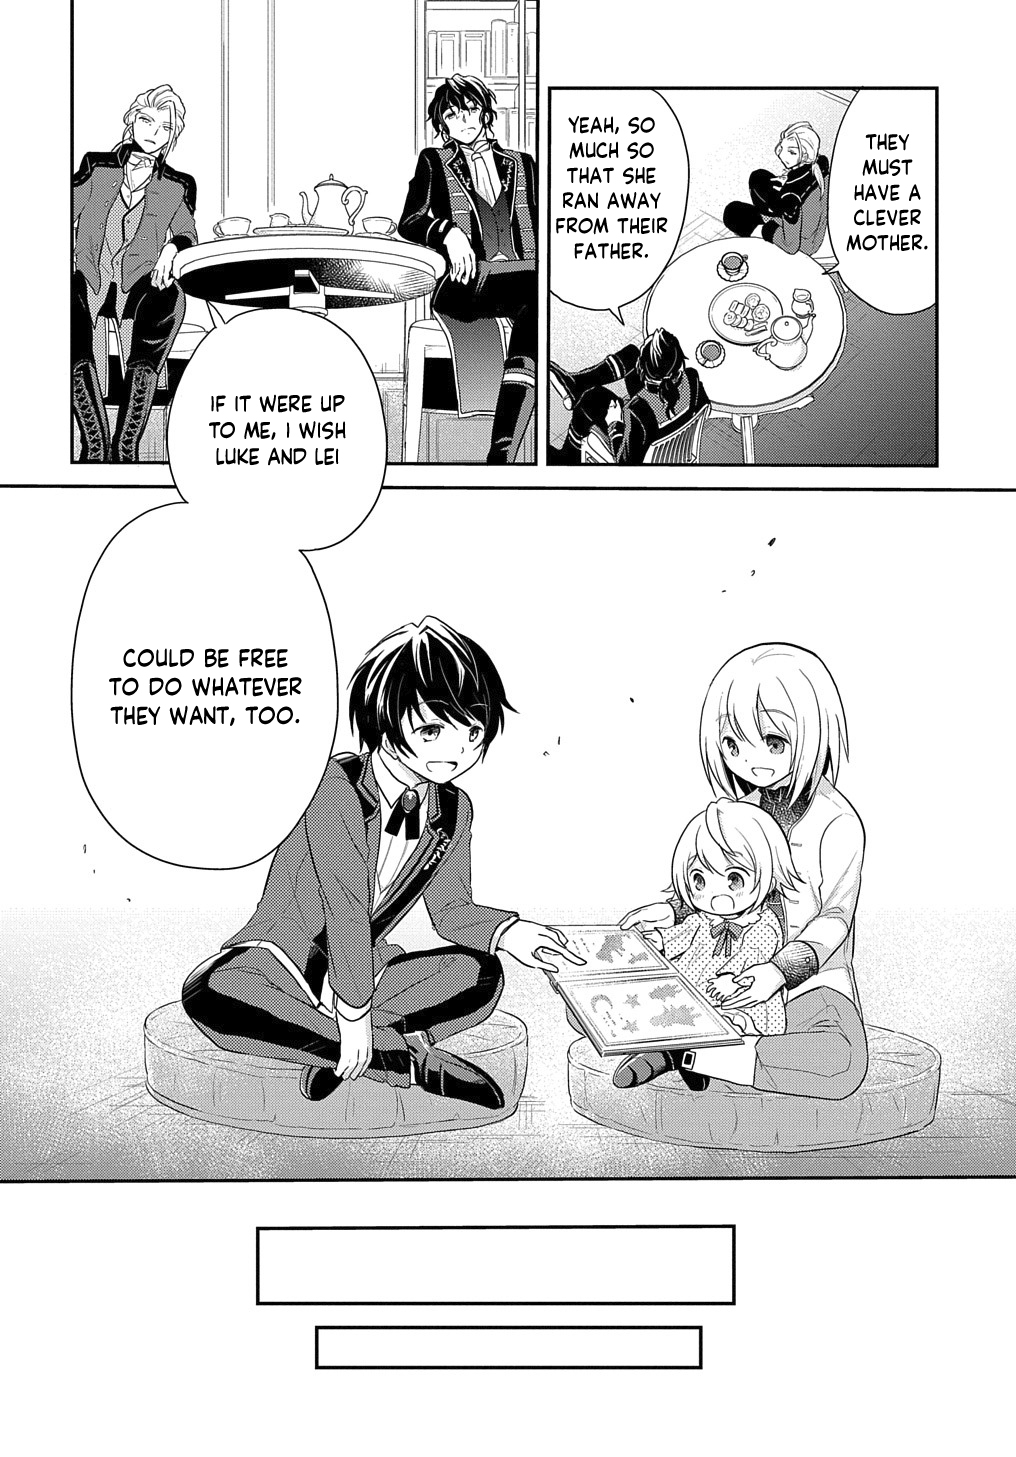 THEY
MUST
HAVE A
CLEVER
MOTHER.
YEAH, SO
MUCH SO
THAT SHE
RAN AWAY
FROM THEIR
FATHER.
IF IT WERE UP
TO ME, I WISH
LUKE AND LEI
COULD BE FREE
TO DO WHATEVER
THEY WANT, TOO.